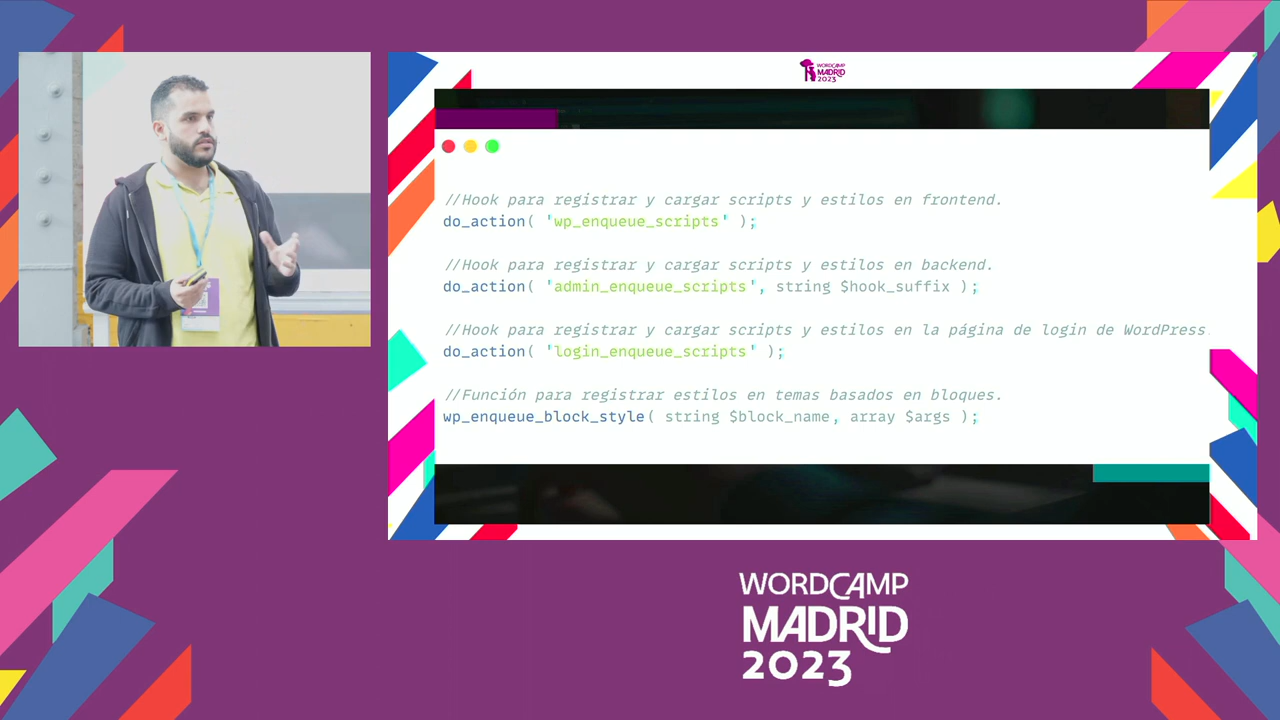 WORDCAMP
MADRID
2023
//Hook para registrar y cargar scripts y estilos en frontend.
do_action( 'wp_enqueue_scripts' );
//Hook para registrar y cargar scripts y estilos en backend.
do_action( 'admin_enqueue_scripts', string $hook_suffix );
//Hook para registrar y cargar scripts y estilos en la página de login de WordPress.
do_action( 'login_enqueue_scripts' );
//Función para registrar estilos en temas basados en bloques.
wp_enqueue_block_style( string $block_name, array $args );
WORDCAMP
MADRID
2023